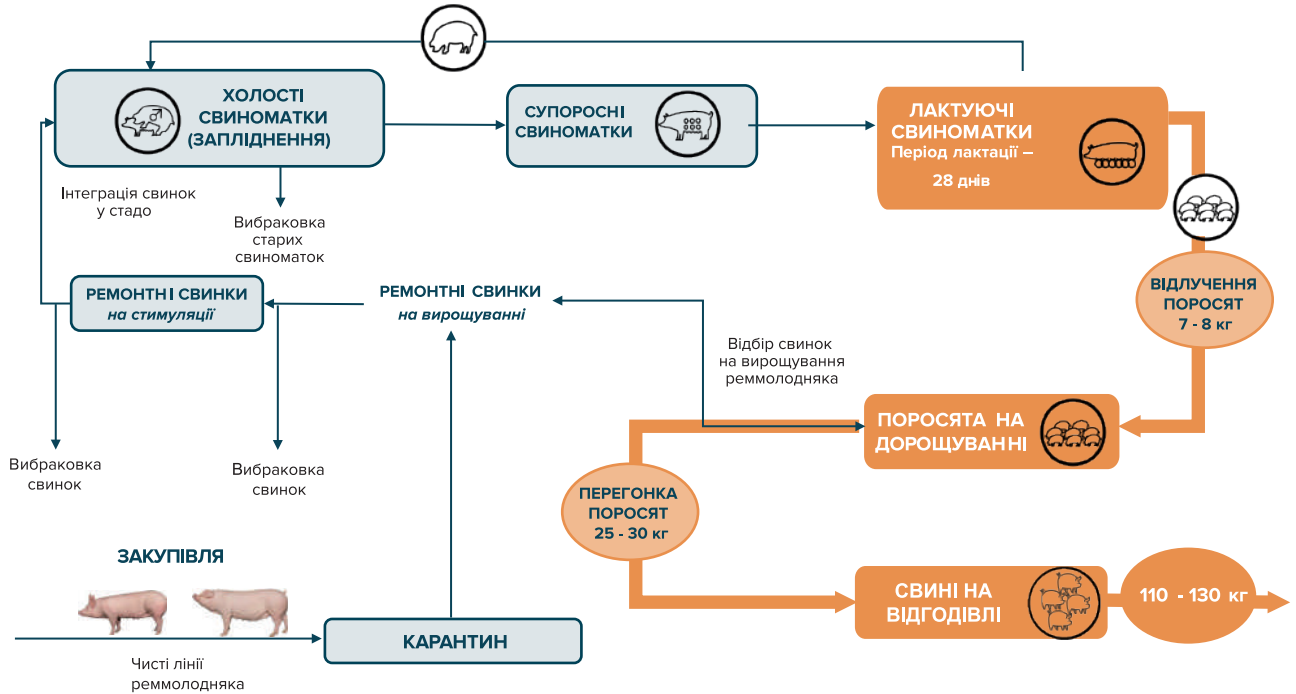 ХОЛОСТІ
СВИНОМАТКИ
(ЗАПЛІДНЕННЯ)
СУПОРОСНІ
СВИНОМАТКИ
ЛАКТУЮЧІ
СВИНОМАТКИ
Період лактації –
28 днів
Інтеграція свинок
у стадо
Вибраковка
старих
свиноматок
ВІДЛУЧЕННЯ
ПОРОСЯТ
7 - 8 кг
РЕМОНТНІ СВИНКИ
на стимуляції
РЕМОНТНІ СВИНКИ
на вирощуванні
Відбір свинок
на вирощування
реммолодняка
ПОРОСЯТА НА
ДОРОЩУВАННІ
Вибраковка
свинок
Вибраковка
свинок
ПЕРЕГОНКА
ПОРОСЯТ
25 - 30 кг
ЗАКУПІВЛЯ
СВИНІ НА
ВІДГОДІВЛІ
110 - 130 кг
КАРАНТИН
Чисті лінії
реммолодняка